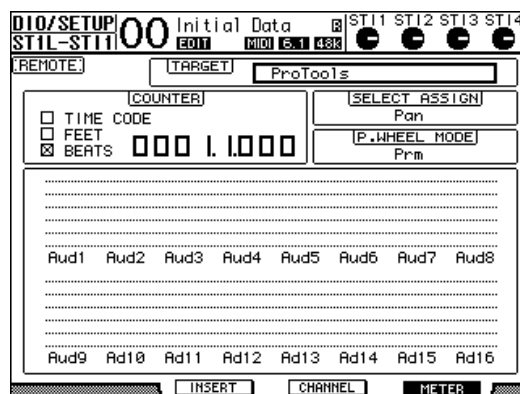 DIO/SETUP 00 Initial Data B ST11 ST12 ST13 ST14
ST1L-ST11 EDIT MIDI 6.1 48K
REMOTE TARGET ProTools
COUNTER SELECT ASSIGN
TIME CODE Pan
FEET P.WHEEL MODE
BEATS 000 1.1.000 Prm
Aud1 Aud2 Aud3 Aud4 Aud5 Aud6 Aud7 Aud8
Aud9 Ad10 Ad11 Ad12 Ad13 Ad14 Ad15 Ad16
INSERT CHANNEL METER